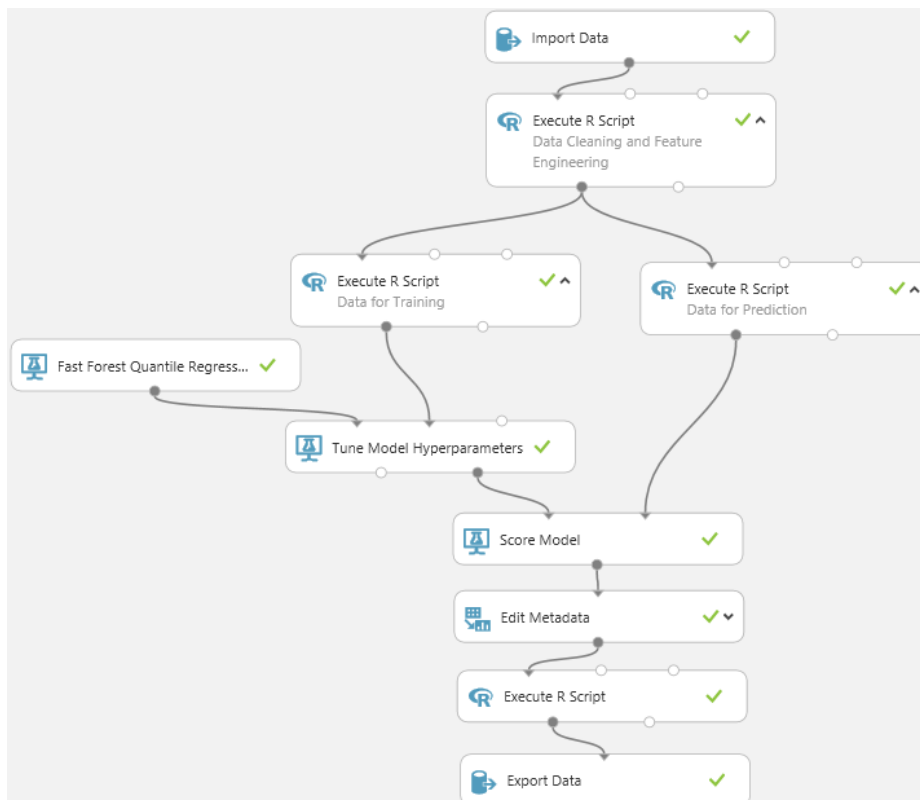 Import Data
Execute R Script
Data Cleaning and Feature
Engineering
Execute R Script
Data for Training
Execute R Script
Data for Prediction
Fast Forest Quantile Regress...
Tune Model Hyperparameters
Score Model
Edit Metadata
Execute R Script
Export Data